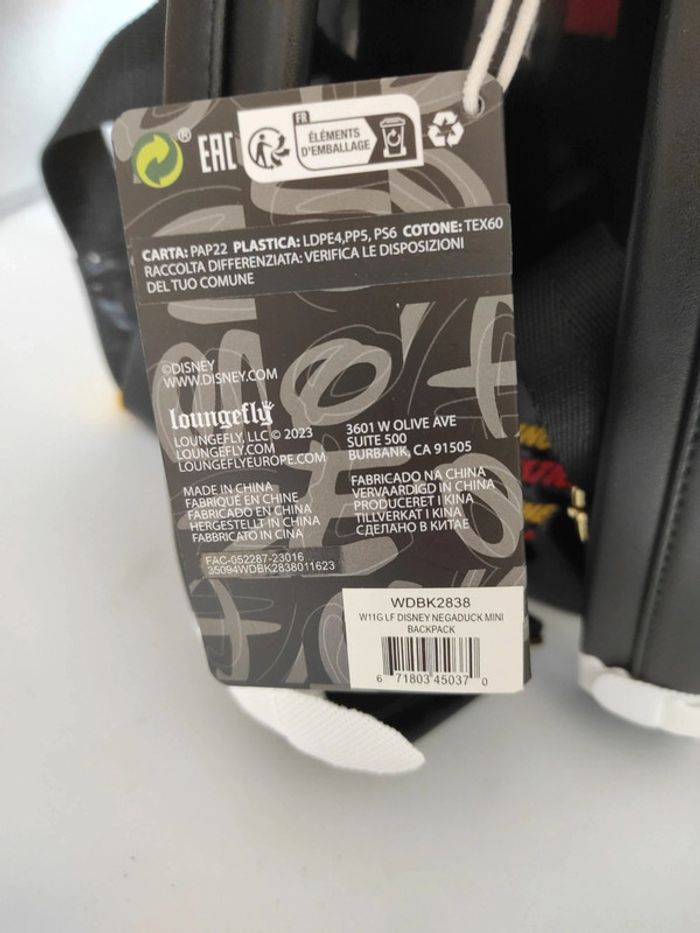 ® EAC FR
ÉLÉMENTS
D'EMBALLAGE
CARTA: PAP22 PLASTICA: LDPE4,PP5, PS6 COTONE: TEX60
RACCOLTA DIFFERENZIATA: VERIFICA LE DISPOSIZIONI
DEL TUO COMUNE
©DISNEY
WWW.DISNEY.COM
loungefly
LOUNGEFLY, LLC © 2023
LOUNGEFLY.COM
LOUNGEFLYEUROPE.COM
3601 W OLIVE AVE
SUITE 500
BURBANK, CA 91505
MADE IN CHINA
FABRIQUÉ EN CHINE
FABRICADO EN CHINA
HERGESTELLT IN CHINA
FABBRICATO IN CINA
FABRICADO NA CHINA
VERVAARDIGD IN CHINA
PRODUCERET I KINA
TILLVERKAT I KINA
СДЕЛАНО В КИТАЕ
FAC-052287-23016
35094WDBK2838011623
WDBK2838
W11G LF DISNEY NEGADUCK MINI
BACKPACK
6 71803 45037 0